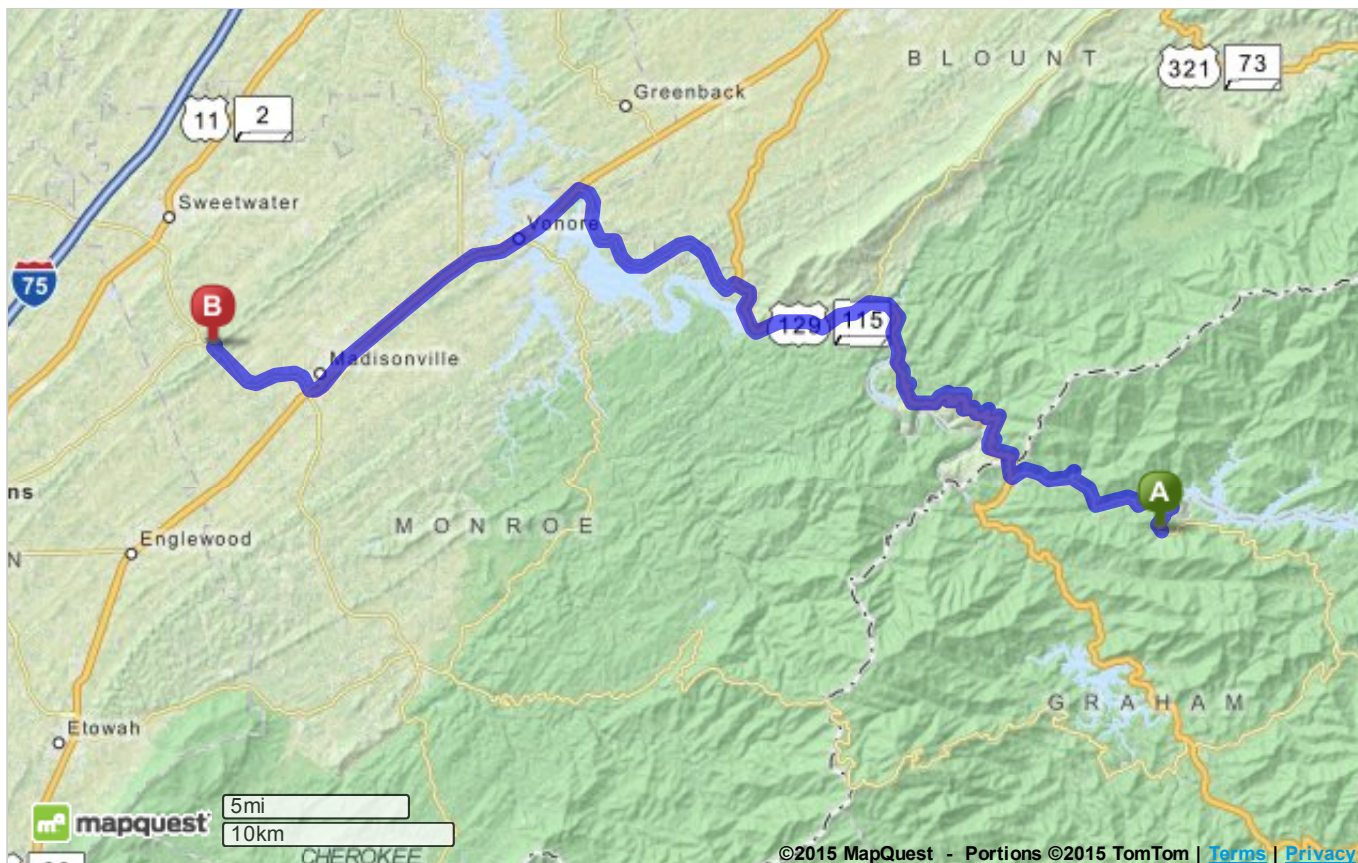 BLOUNT
321
73
Greenback
11
2
Sweetwater
Vonore
75
B
129
115
Madisonville
A
ns
MONROE
Englewood
N
GRAHAM
Etowah
5mi
mapquest
10km
CHEROKEE
©2015 MapQuest - Portions ©2015 TomTom | Terms | Privacy